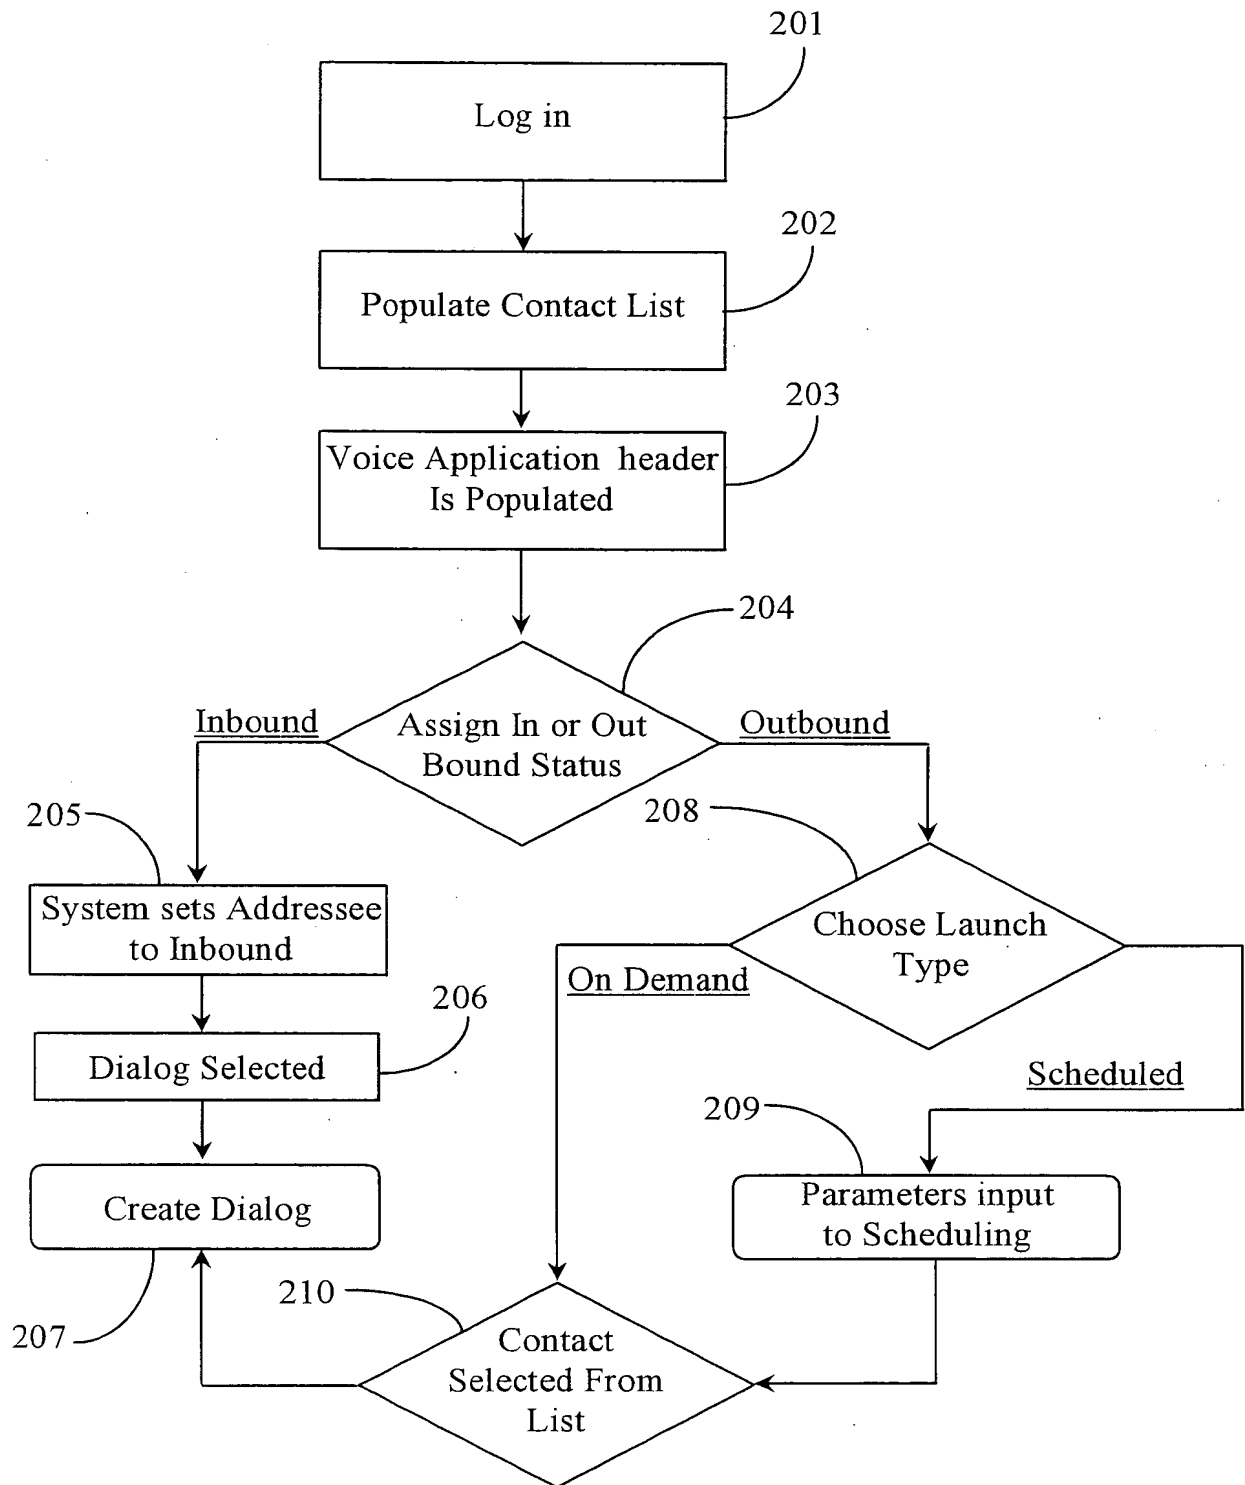 201
Log in
202
Populate Contact List
203
Voice Application header
Is Populated
204
Inbound
Assign In or Out
Bound Status
Outbound
205
208
System sets Addressee
to Inbound
Choose Launch
Type
On Demand
206
Dialog Selected
Scheduled
209
Create Dialog
Parameters input
to Scheduling
207
210
Contact
Selected From
List